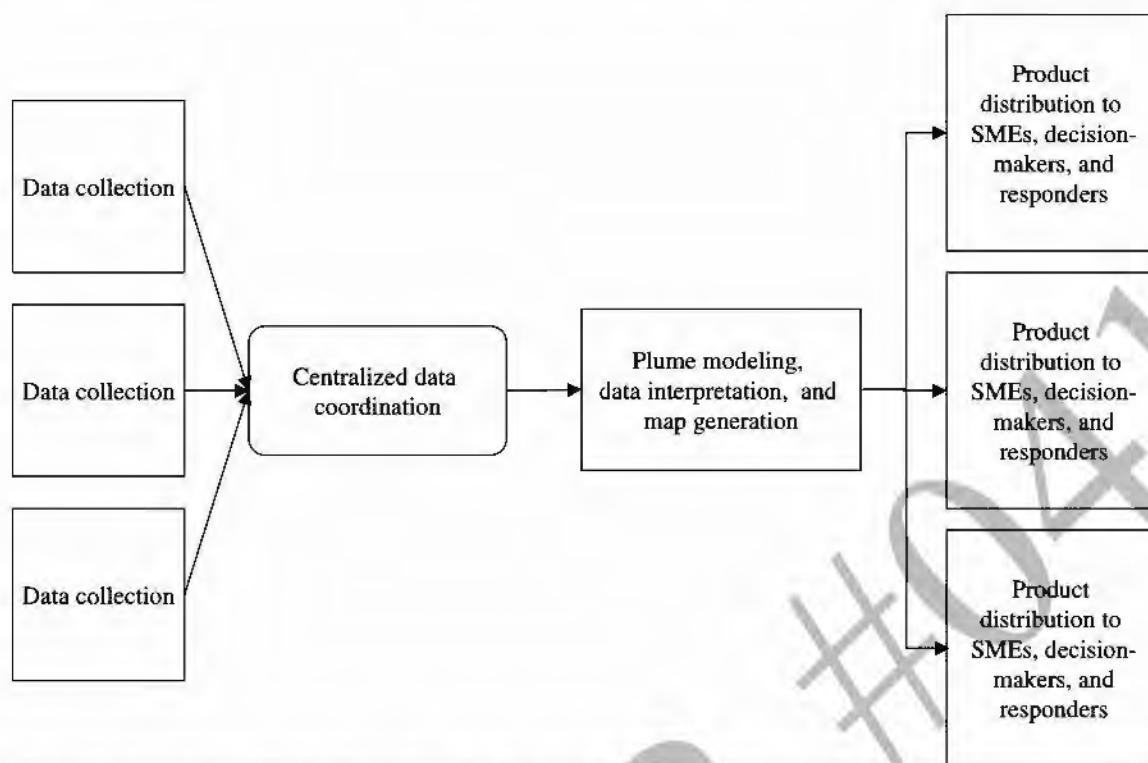 Data collection
Data collection
Data collection
Centralized data
coordination
Plume modeling,
data interpretation, and
map generation
Product
distribution to
SMEs, decision-
makers, and
responders
Product
distribution to
SMEs, decision-
makers, and
responders
Product
distribution to
SMEs, decision-
makers, and
responders